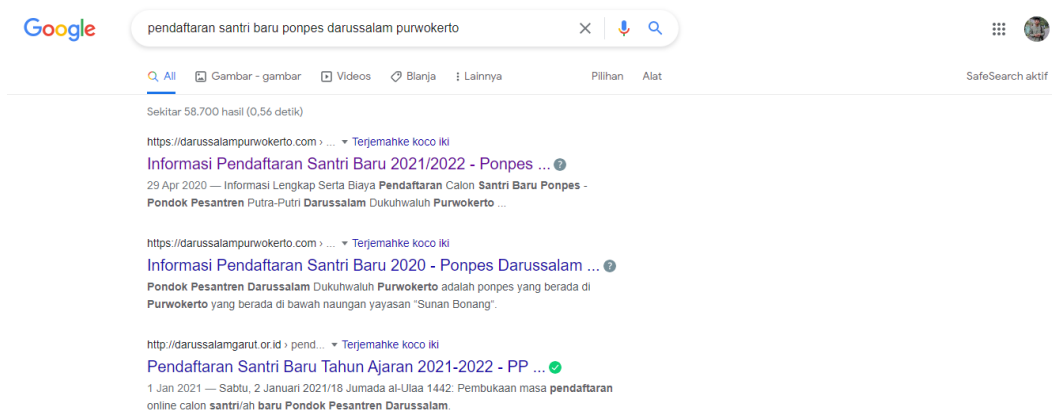 Google
pendaftaran santri baru ponpes darussalam purwokerto
All Gambar - gambar Videos Blanja Lainnya Pilihan Alat SafeSearch aktif
Sekitar 58.700 hasil (0,56 detik)
https://darussalampurwokerto.com › ... Terjemahke koco iki
Informasi Pendaftaran Santri Baru 2021/2022 - Ponpes ...
29 Apr 2020 — Informasi Lengkap Serta Biaya Pendaftaran Calon Santri Baru Ponpes -
Pondok Pesantren Putra-Putri Darussalam Dukuhwaluh Purwokerto ...
https://darussalampurwokerto.com › ... Terjemahke koco iki
Informasi Pendaftaran Santri Baru 2020 - Ponpes Darussalam ...
Pondok Pesantren Darussalam Dukuhwaluh Purwokerto adalah ponpes yang berada di
Purwokerto yang berada di bawah naungan yayasan "Sunan Bonang".
http://darussalamgarut.or.id › pend... Terjemahke koco iki
Pendaftaran Santri Baru Tahun Ajaran 2021-2022 - PP ...
1 Jan 2021 — Sabtu, 2 Januari 2021/18 Jumada al-Ulaa 1442: Pembukaan masa pendaftaran
online calon santri/ah baru Pondok Pesantren Darussalam.